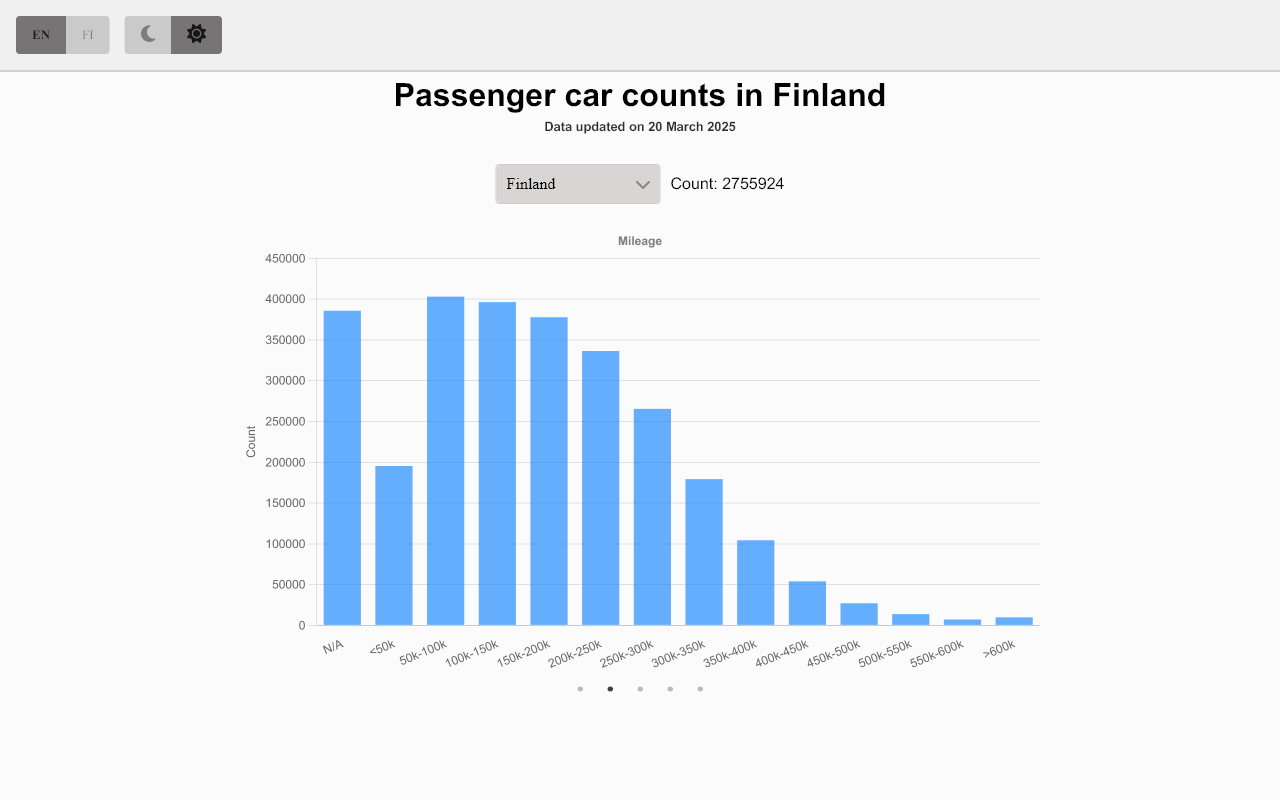 EN FI
Passenger car counts in Finland
Data updated on 20 March 2025
Finland Count: 2755924
Mileage
450000
400000
350000
300000
250000
200000
150000
100000
50000
0
Count
N/A <50k 50k-100k 100k-150k 150k-200k 200k-250k 250k-300k 300k-350k 350k-400k 400k-450k 450k-500k 500k-550k 550k-600k >600k